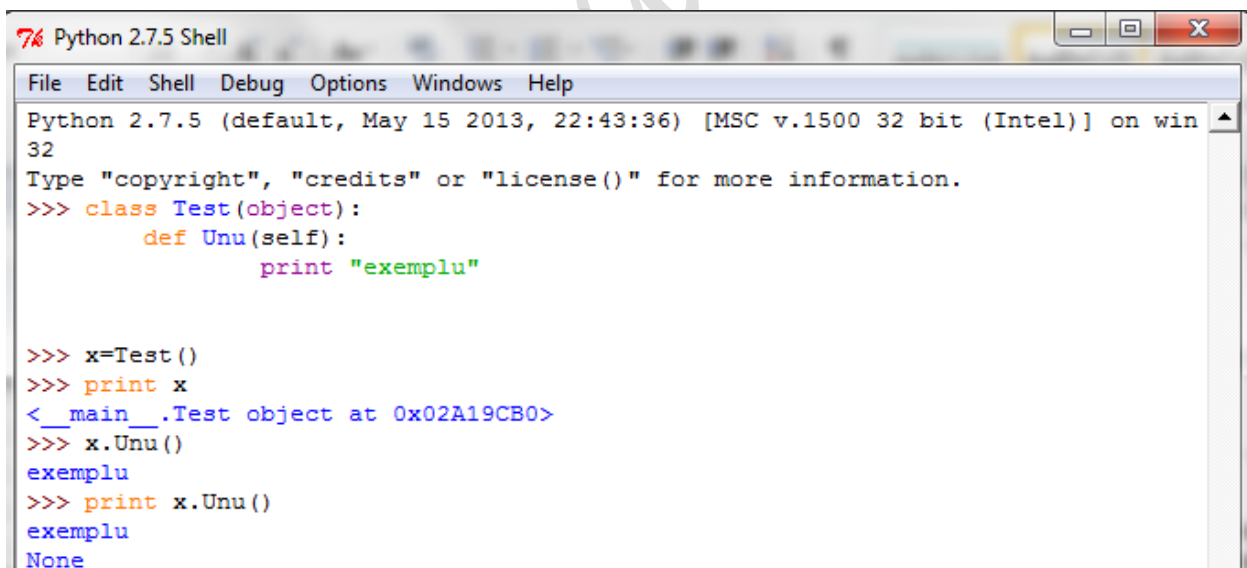 Python 2.7.5 Shell
File Edit Shell Debug Options Windows Help
Python 2.7.5 (default, May 15 2013, 22:43:36) [MSC v.1500 32 bit (Intel)] on win
32
Type "copyright", "credits" or "license()" for more information.
>>> class Test(object):
        def Unu(self):
                print "exemplu"
>>> x=Test()
>>> print x
<__main__.Test object at 0x02A19CB0>
>>> x.Unu()
exemplu
>>> print x.Unu()
exemplu
None